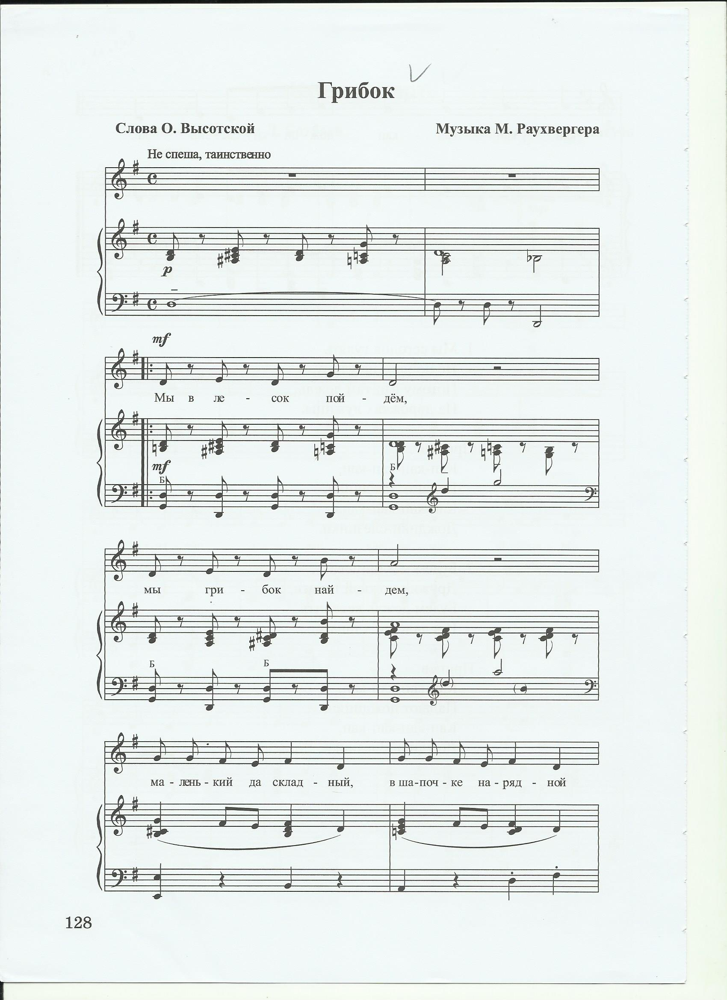 Грибок
Слова О. Высотской
Музыка М. Раухвергера
Не спеша, таинственно
p
mf
Мы в ле - сок пой - дём,
mf
Б
Б
мы гри - бок най - дем,
Б
Б
ма - лень - кий да склад - ный, в ша-поч - ке на - ряд - ной
128